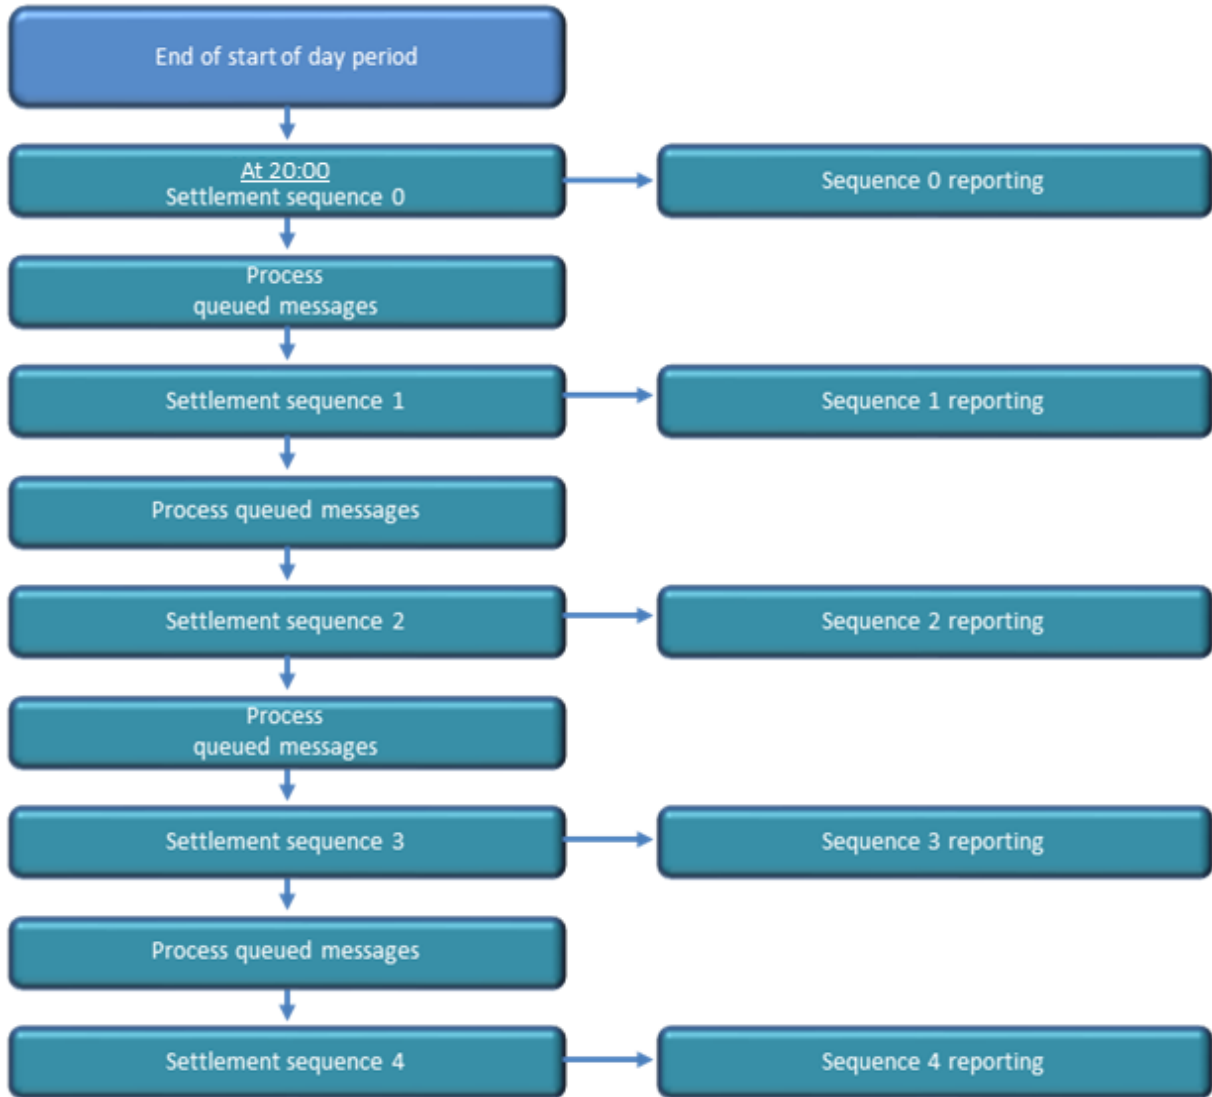 End of start of day period
At 20:00
Settlement sequence 0
Sequence 0 reporting
Process
queued messages
Settlement sequence 1
Sequence 1 reporting
Process queued messages
Settlement sequence 2
Sequence 2 reporting
Process
queued messages
Settlement sequence 3
Sequence 3 reporting
Process queued messages
Settlement sequence 4
Sequence 4 reporting